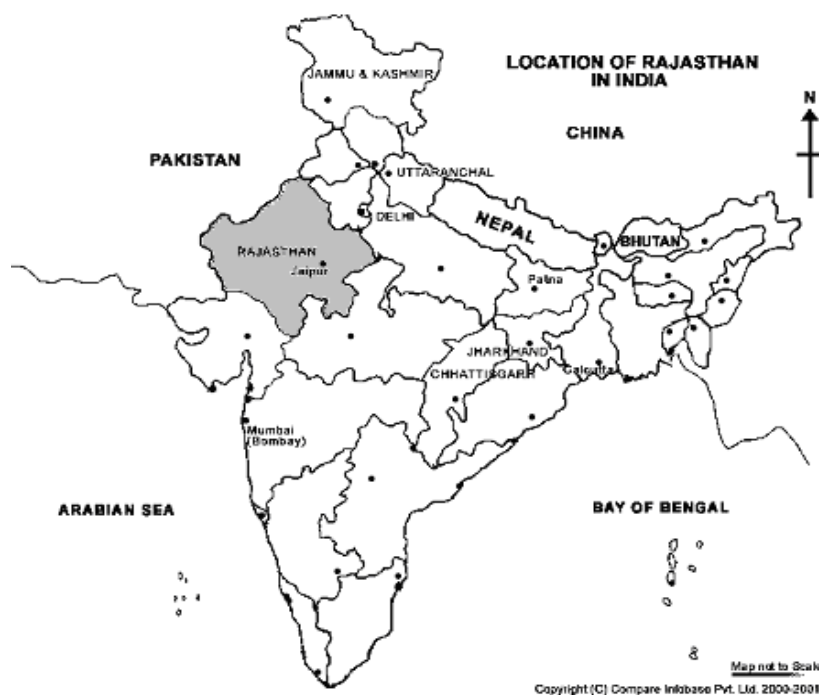 LOCATION OF RAJASTHAN
IN INDIA
JAMMU & KASHMIR
N
CHINA
PAKISTAN
UTTARANCHAL
DELHI
NEPAL
BHUTAN
RAJASTHAN
Jaipur
Patna
JHARKHAND
CHHATTISGARH
Calcutta
Mumbai
(Bombay)
ARABIAN SEA
BAY OF BENGAL
Map not to Scale
Copyright (C) Compare Infobase Pvt. Ltd. 2000-2001